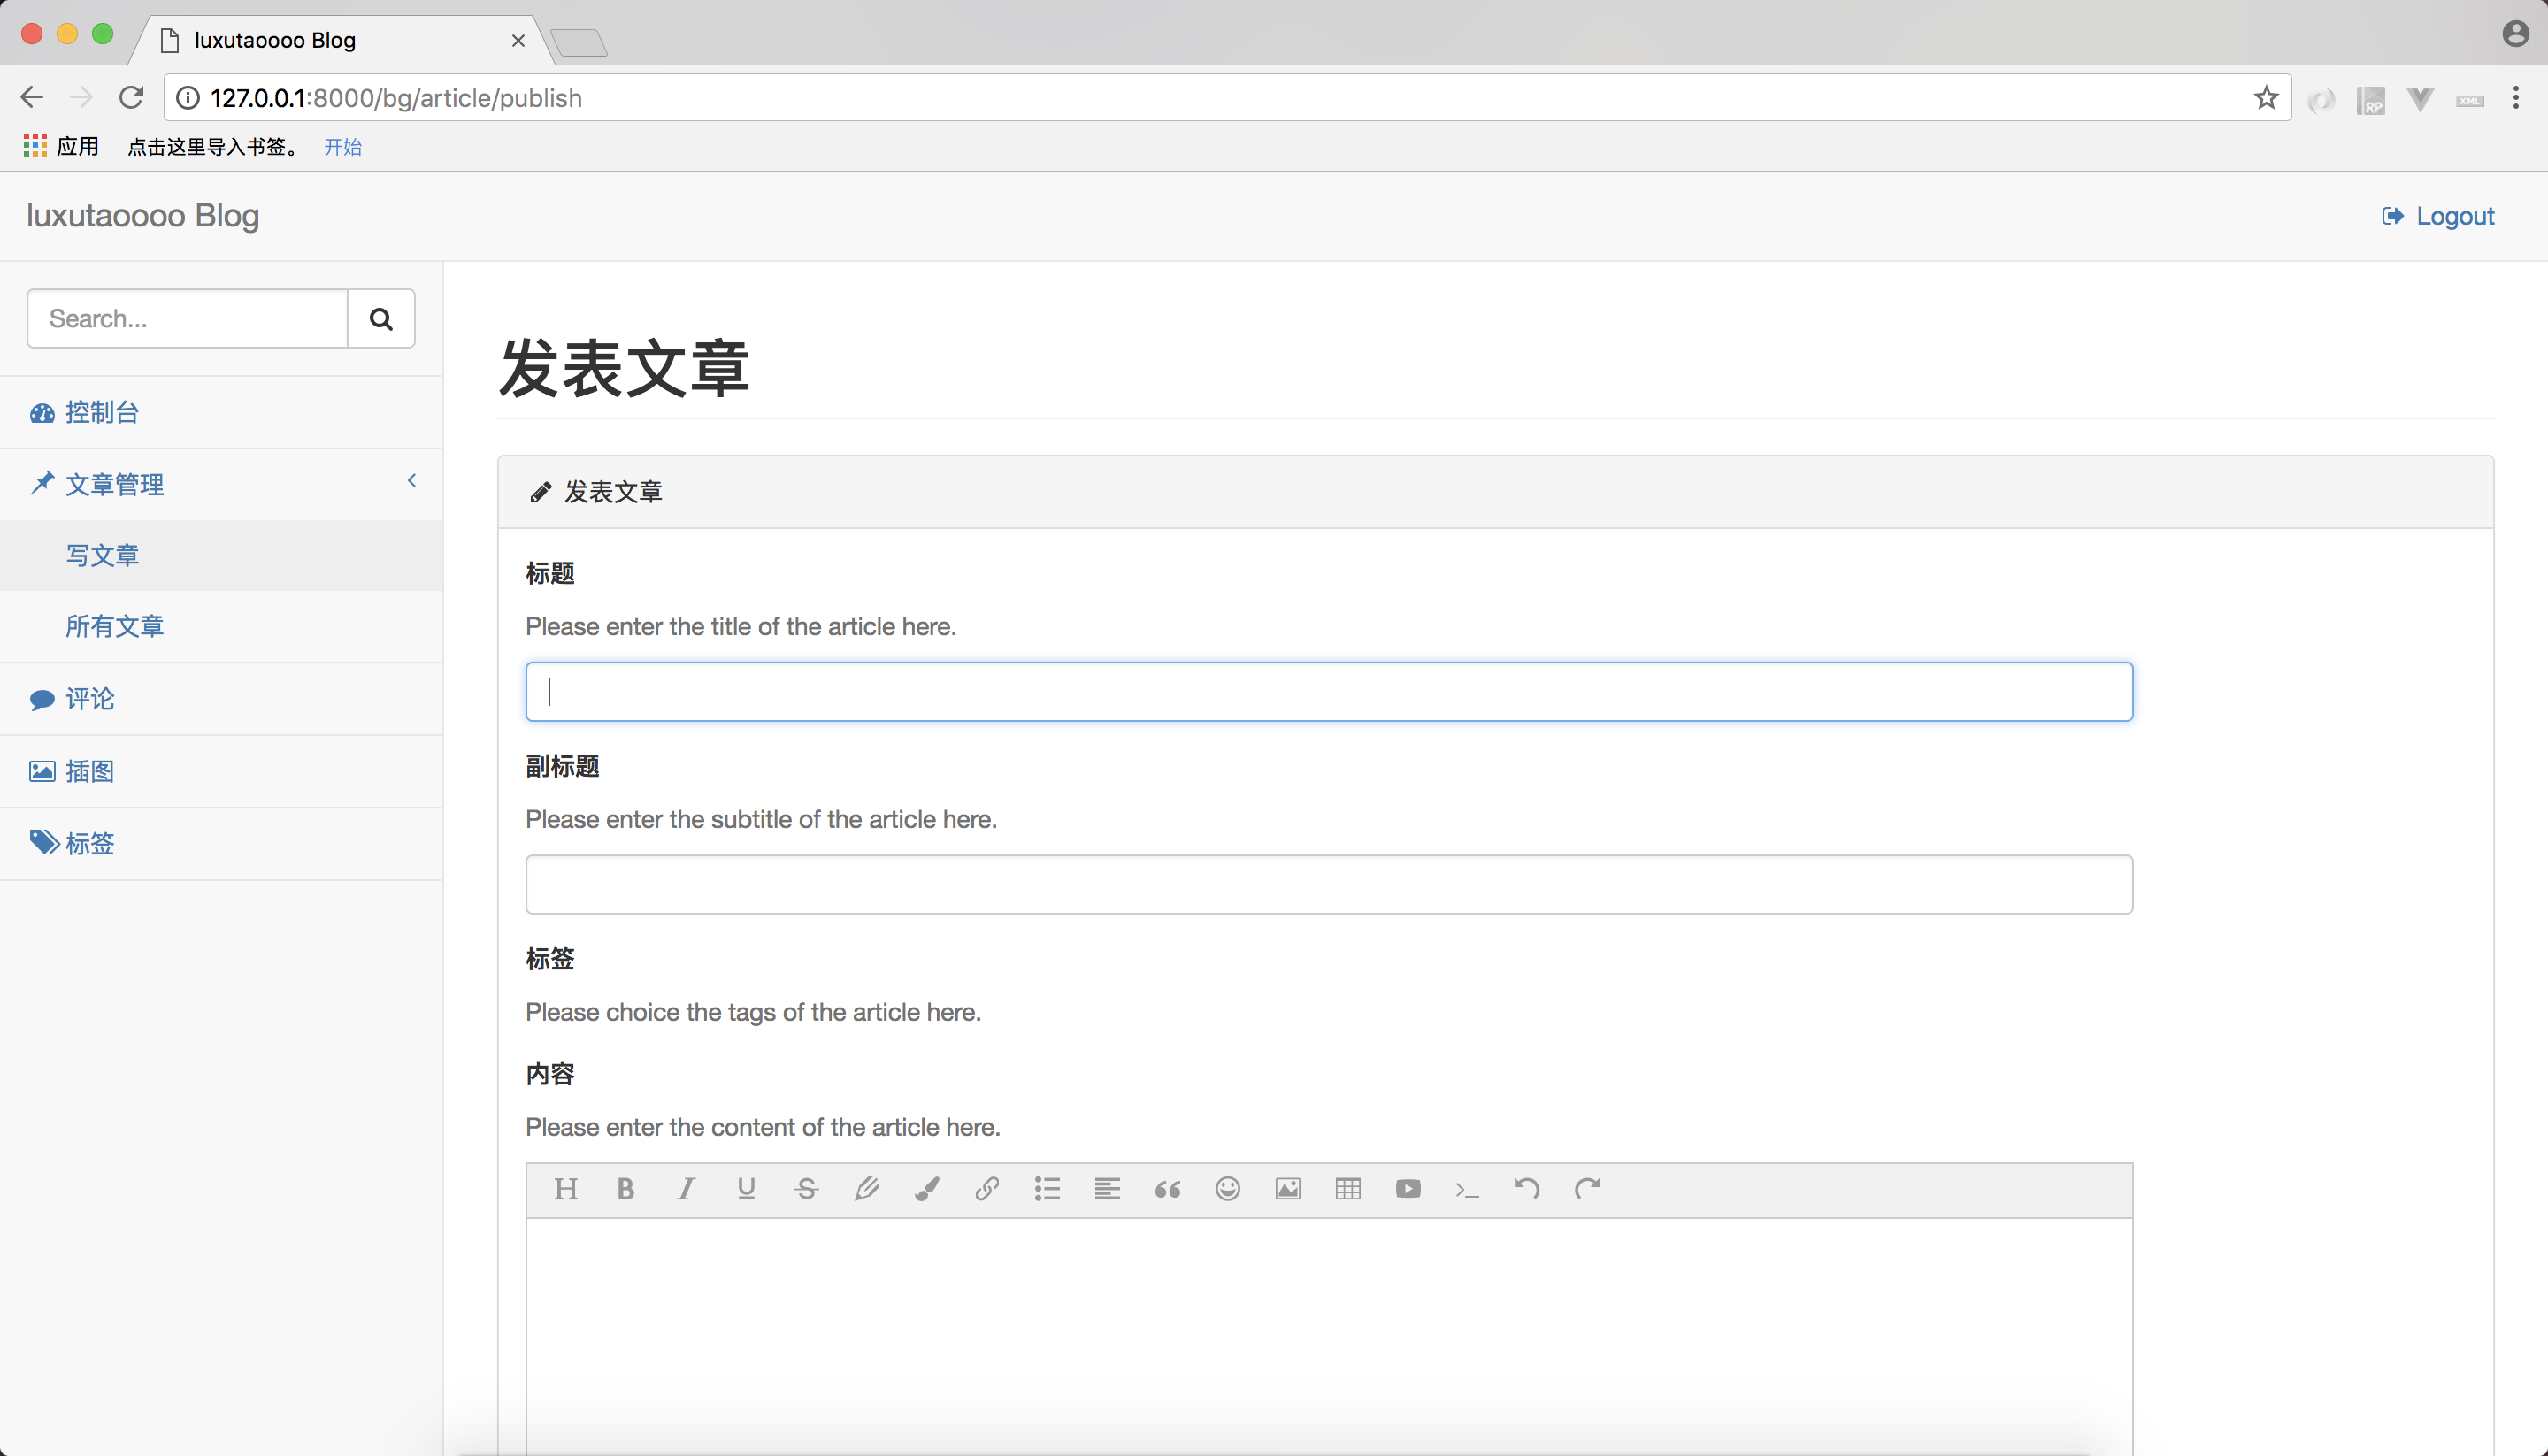 luxutaoooo Blog
127.0.0.1:8000/bg/article/publish
RP
XML
应用 点击这里导入书签。 开始
luxutaoooo Blog
Logout
Search...
控制台
文章管理
写文章
所有文章
评论
插图
标签
发表文章
发表文章
标题
Please enter the title of the article here.
副标题
Please enter the subtitle of the article here.
标签
Please choice the tags of the article here.
内容
Please enter the content of the article here.
H B I U S